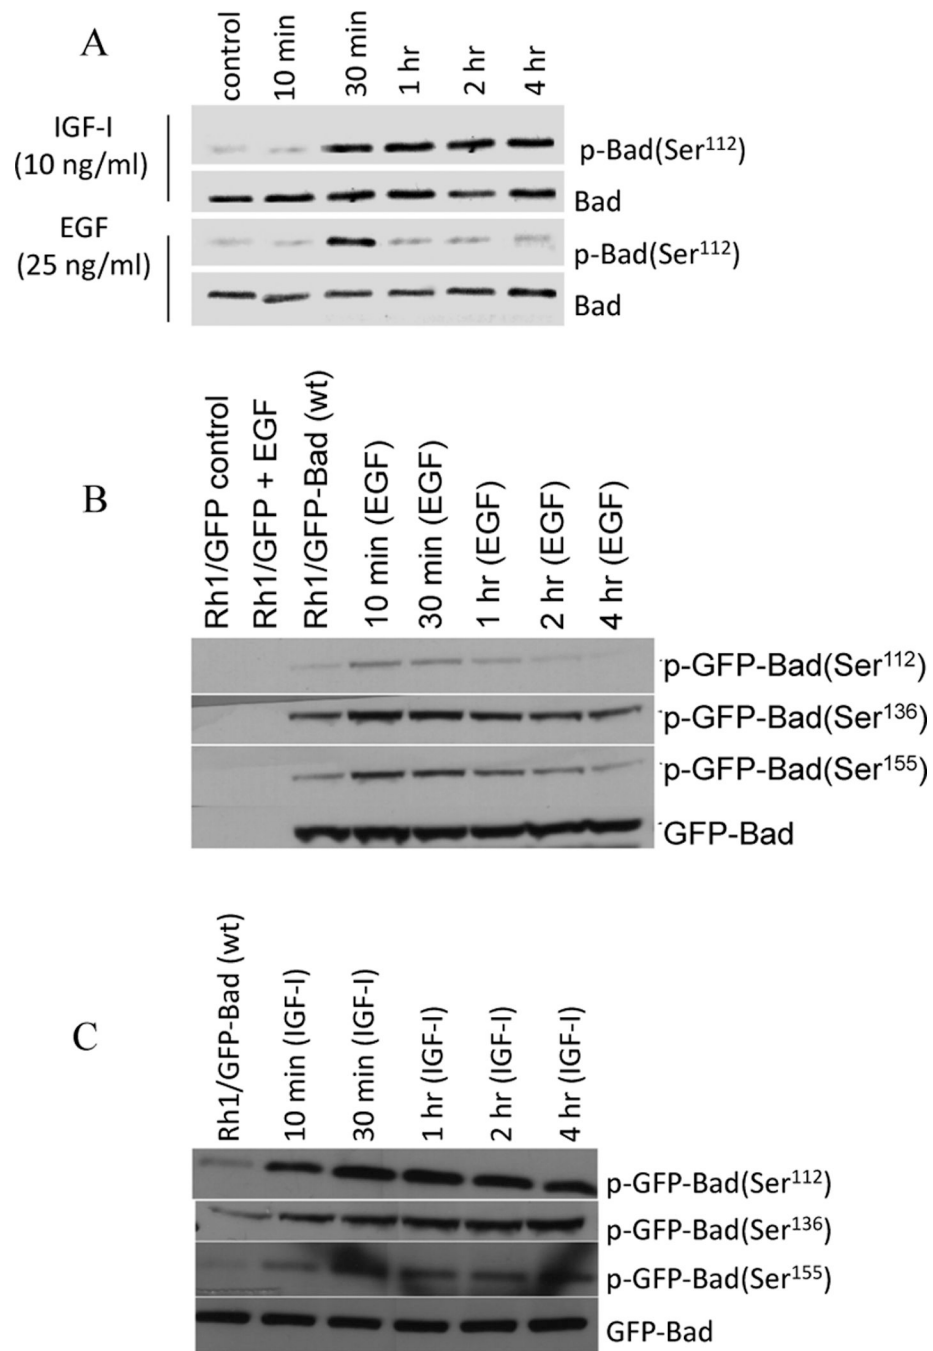 A
control
10 min
30 min
1 hr
2 hr
4 hr
IGF-I
(10 ng/ml)
p-Bad(Ser¹¹²)
Bad
EGF
(25 ng/ml)
p-Bad(Ser¹¹²)
Bad
B
Rh1/GFP control
Rh1/GFP + EGF
Rh1/GFP-Bad (wt)
10 min (EGF)
30 min (EGF)
1 hr (EGF)
2 hr (EGF)
4 hr (EGF)
p-GFP-Bad(Ser¹¹²)
p-GFP-Bad(Ser¹³⁶)
p-GFP-Bad(Ser¹⁵⁵)
GFP-Bad
C
Rh1/GFP-Bad (wt)
10 min (IGF-I)
30 min (IGF-I)
1 hr (IGF-I)
2 hr (IGF-I)
4 hr (IGF-I)
p-GFP-Bad(Ser¹¹²)
p-GFP-Bad(Ser¹³⁶)
p-GFP-Bad(Ser¹⁵⁵)
GFP-Bad